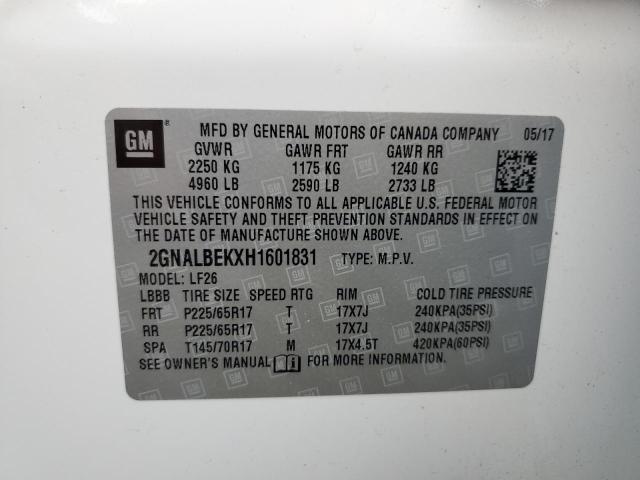 GM ® MFD BY GENERAL MOTORS OF CANADA COMPANY 05/17
GVWR GAWR FRT GAWR RR
2250 KG 1175 KG 1240 KG
4960 LB 2590 LB 2733 LB
THIS VEHICLE CONFORMS TO ALL APPLICABLE U.S. FEDERAL MOTOR
VEHICLE SAFETY AND THEFT PREVENTION STANDARDS IN EFFECT ON
THE DATE OF MANUFACTURE SHOWN ABOVE.
2GNALBEKXH1601831 TYPE: M.P.V.
MODEL: LF26
LBBB TIRE SIZE SPEED RTG RIM COLD TIRE PRESSURE
FRT P225/65R17 T 17X7J 240KPA(35PSI)
RR P225/65R17 T 17X7J 240KPA(35PSI)
SPA T145/70R17 M 17X4.5T 420KPA(60PSI)
SEE OWNER'S MANUAL FOR MORE INFORMATION.